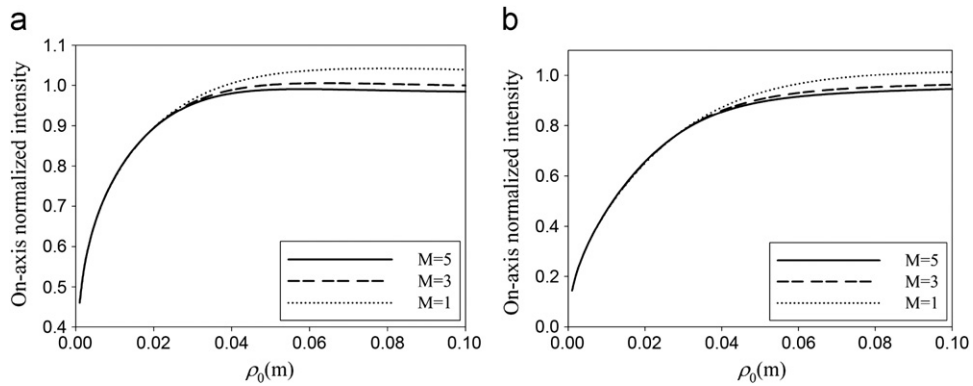 a
On-axis normalized intensity
1.1
1.0
0.9
0.8
0.7
0.6
0.5
0.4
0.00 0.02 0.04 0.06 0.08 0.10
ρ0(m)
M=5
M=3
M=1
b
On-axis normalized intensity
1.0
0.8
0.6
0.4
0.2
0.0
0.00 0.02 0.04 0.06 0.08 0.10
ρ0(m)
M=5
M=3
M=1